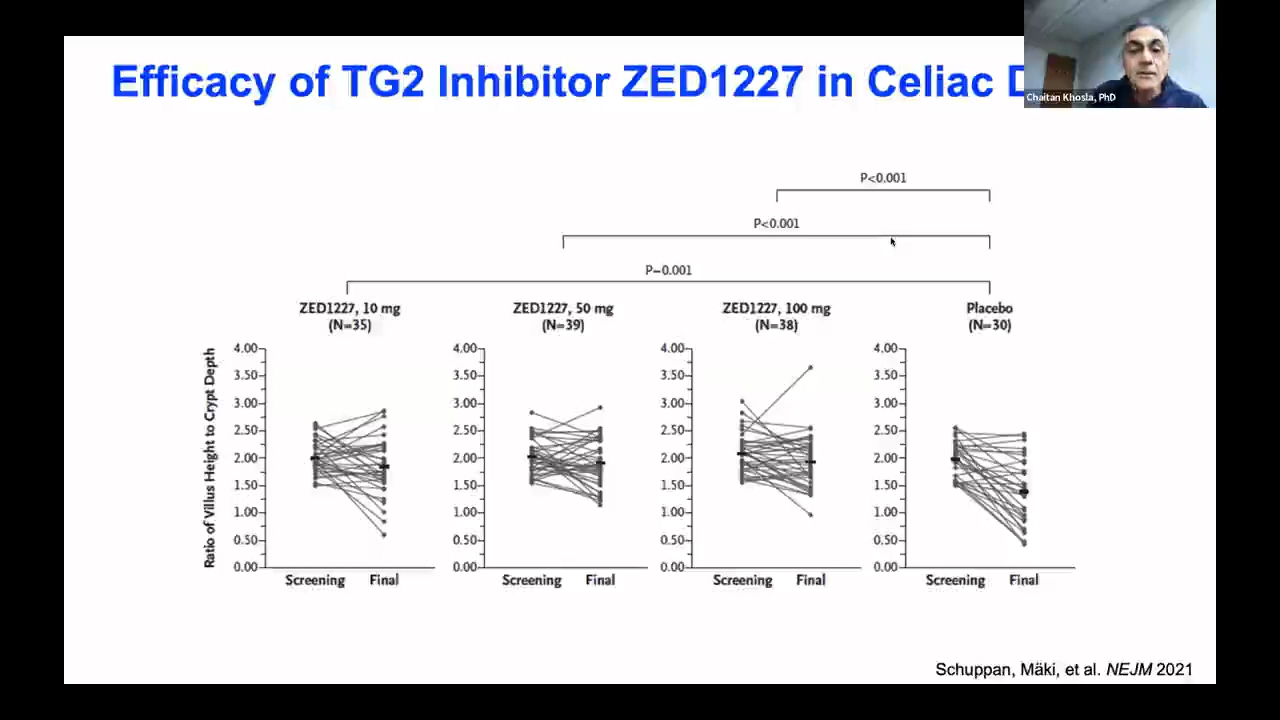 Efficacy of TG2 Inhibitor ZED1227 in Celiac D
Chaitan Khosla, PhD
P<0.001
P<0.001
P=0.001
ZED1227, 10 mg
(N=35)
ZED1227, 50 mg
(N=39)
ZED1227, 100 mg
(N=38)
Placebo
(N=30)
Ratio of Villus Height to Crypt Depth
4.00
3.50
3.00
2.50
2.00
1.50
1.00
0.50
0.00
Screening Final
4.00
3.50
3.00
2.50
2.00
1.50
1.00
0.50
0.00
Screening Final
4.00
3.50
3.00
2.50
2.00
1.50
1.00
0.50
0.00
Screening Final
4.00
3.50
3.00
2.50
2.00
1.50
1.00
0.50
0.00
Screening Final
Schuppan, Mäki, et al. NEJM 2021